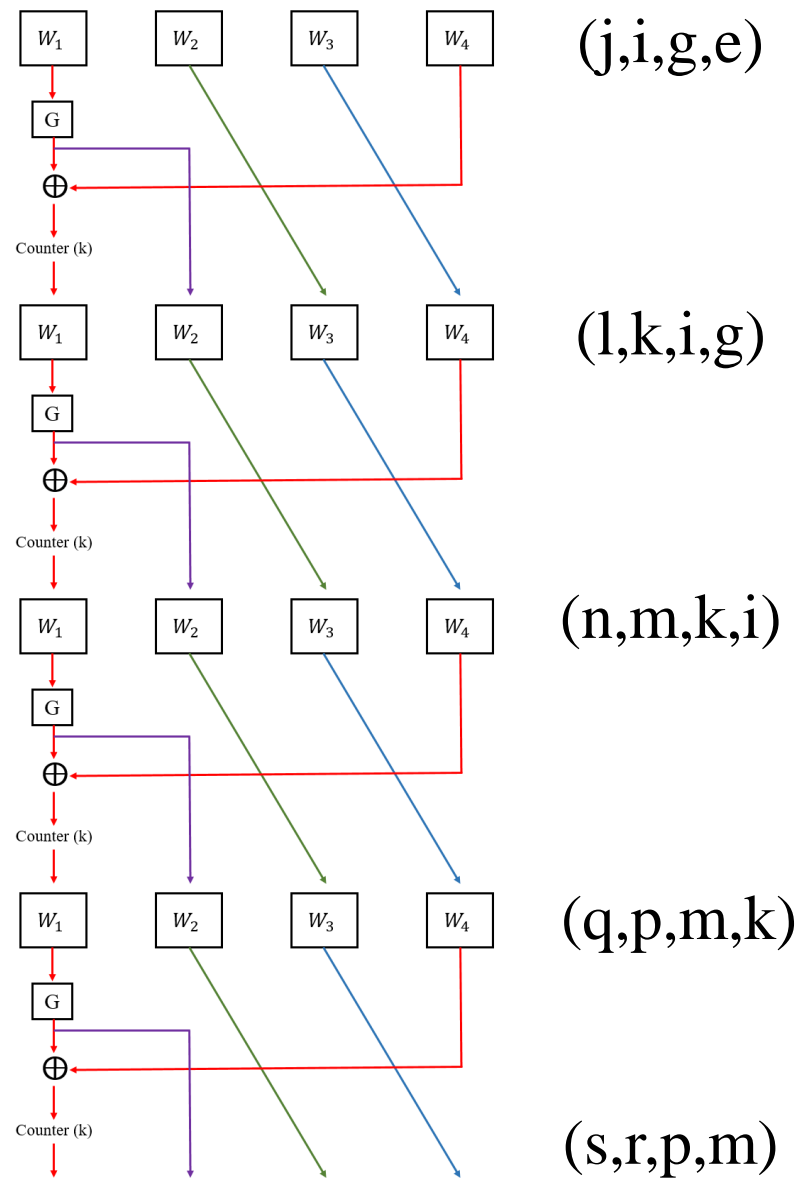 W₁ W₂ W₃ W₄ (j,i,g,e)
G
Counter (k)
W₁ W₂ W₃ W₄ (l,k,i,g)
G
Counter (k)
W₁ W₂ W₃ W₄ (n,m,k,i)
G
Counter (k)
W₁ W₂ W₃ W₄ (q,p,m,k)
G
Counter (k) (s,r,p,m)